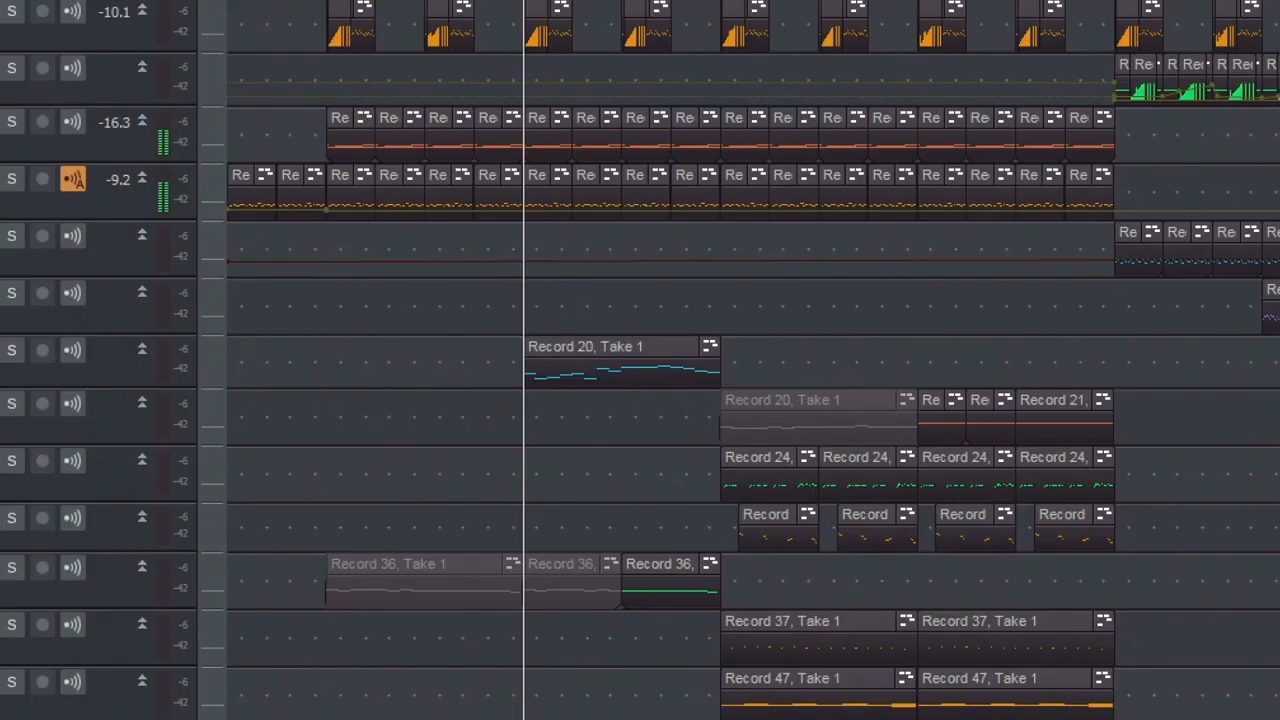 S -10.1 -6 -42
S -6 -42 R Re R Re R Re R
S -16.3 -6 -42 Re Re Re Re Re Re Re Re Re Re Re Re Re Re Re Re
S A -9.2 -6 -42 Re Re Re Re Re Re Re Re Re Re Re Re Re Re Re Re Re Re
S -6 -42 Re Re Re Re
S -6 -42 Re
S -6 -42 Record 20, Take 1
S -6 -42 Record 20, Take 1 Re Re Record 21,
S -6 -42 Record 24, Record 24, Record 24, Record 24,
S -6 -42 Record Record Record Record
S -6 -42 Record 36, Take 1 Record 36, Record 36,
S -6 -42 Record 37, Take 1 Record 37, Take 1
S -6 -42 Record 47, Take 1 Record 47, Take 1